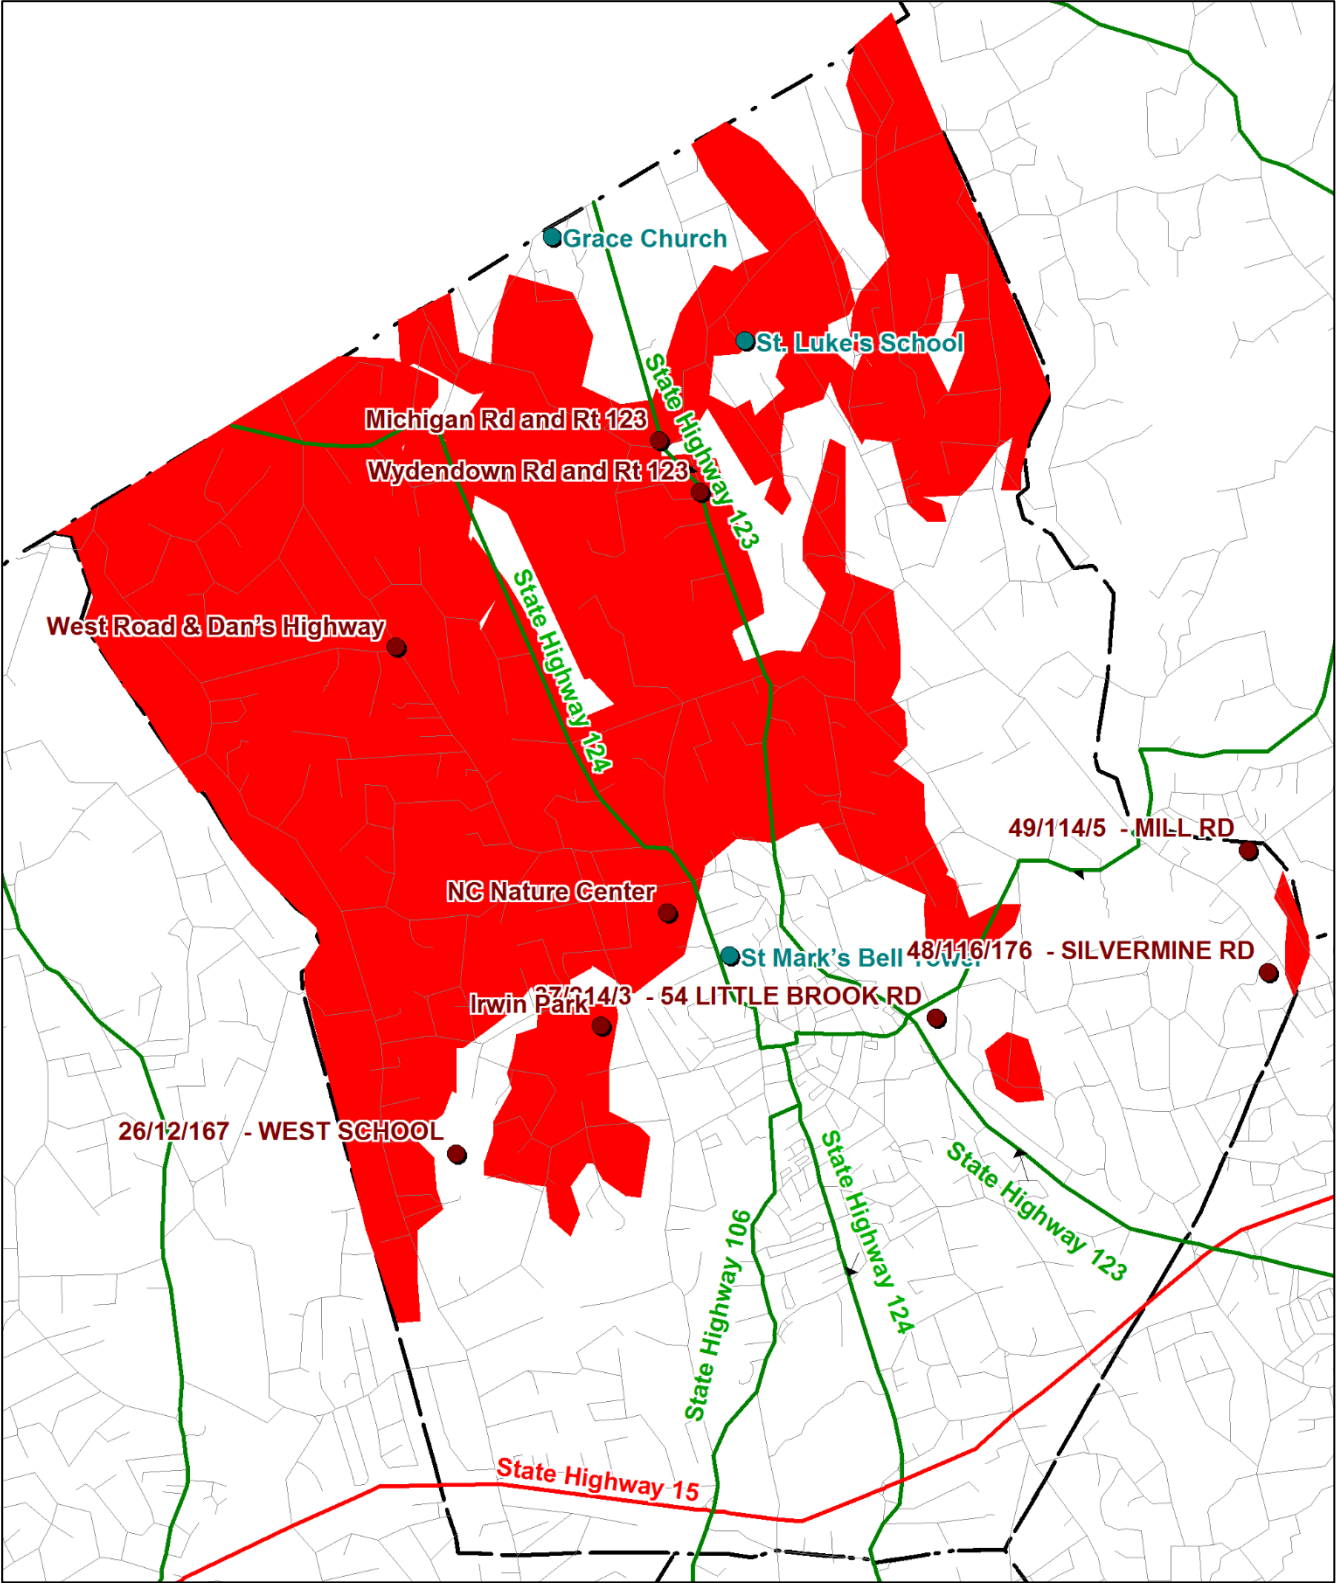 Grace Church
St. Luke's School
State Highway 123
Michigan Rd and Rt 123
Wydendown Rd and Rt 123
State Highway 124
West Road & Dan's Highway
49/114/5 - MILL RD
NC Nature Center
St Mark's Bell Tower
48/116/176 - SILVERMINE RD
/3 - 54 LITTLE BROOK RD
Irwin Park
26/12/167 - WEST SCHOOL
State Highway 123
State Highway 124
State Highway 106
State Highway 15